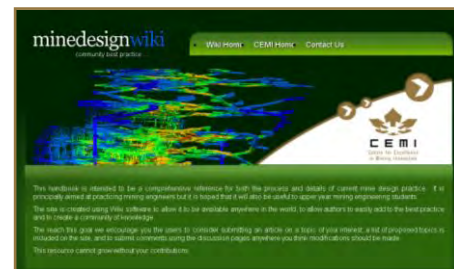 minedesignwiki
community best practice
Wiki Home CEMI Home Contact Us
CEMI
Centre for Excellence
in Mining Innovation
This handbook is intended to be a comprehensive reference for both the process and details of current mine design practice. It is
principally aimed at practicing mining engineers but it is hoped that it will also be useful to upper year mining engineering students.
The site is created using Wiki software to allow it to be available anywhere in the world, to allow authors to easily add to the best practice
and to create a community of knowledge.
The reach this goal we encourage you the users to consider submitting an article on a topic of your interest, a list of proposed topics is
included on the site, and to submit comments using the discussion pages anywhere you think modifications should be made.
This resource cannot grow without your contributions.